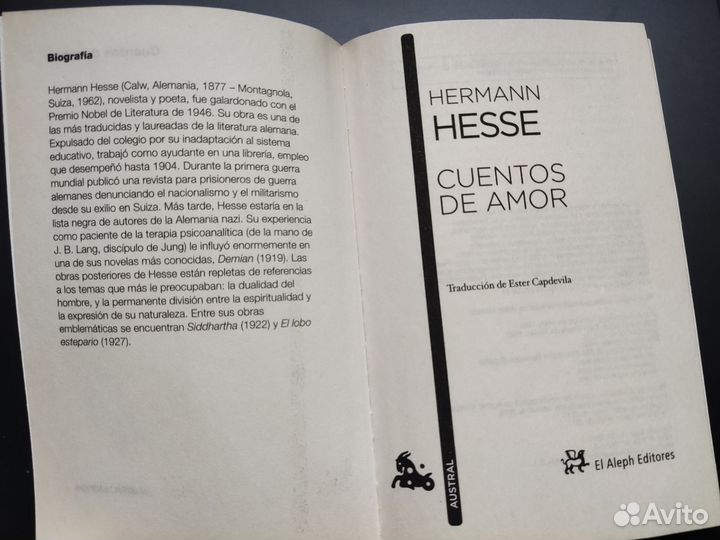 Biografía
Hermann Hesse (Calw, Alemania, 1877 – Montagnola,
Suiza, 1962), novelista y poeta, fue galardonado con el
Premio Nobel de Literatura de 1946. Su obra es una de
las más traducidas y laureadas de la literatura alemana.
Expulsado del colegio por su inadaptación al sistema
educativo, trabajó como ayudante en una librería, empleo
que desempeñó hasta 1904. Durante la primera guerra
mundial publicó una revista para prisioneros de guerra
alemanes denunciando el nacionalismo y el militarismo
desde su exilio en Suiza. Más tarde, Hesse estaría en la
lista negra de autores de la Alemania nazi. Su experiencia
como paciente de la terapia psicoanalítica (de la mano de
J. B. Lang, discípulo de Jung) le influyó enormemente en
una de sus novelas más conocidas, Demian (1919). Las
obras posteriores de Hesse están repletas de referencias
a los temas que más le preocupaban: la dualidad del
hombre, y la permanente división entre la espiritualidad y
la expresión de su naturaleza. Entre sus obras
emblemáticas se encuentran Siddhartha (1922) y El lobo
estepario (1927).
HERMANN
HESSE
CUENTOS
DE AMOR
Traducción de Ester Capdevila
AUSTRAL
El Aleph Editores
Avito